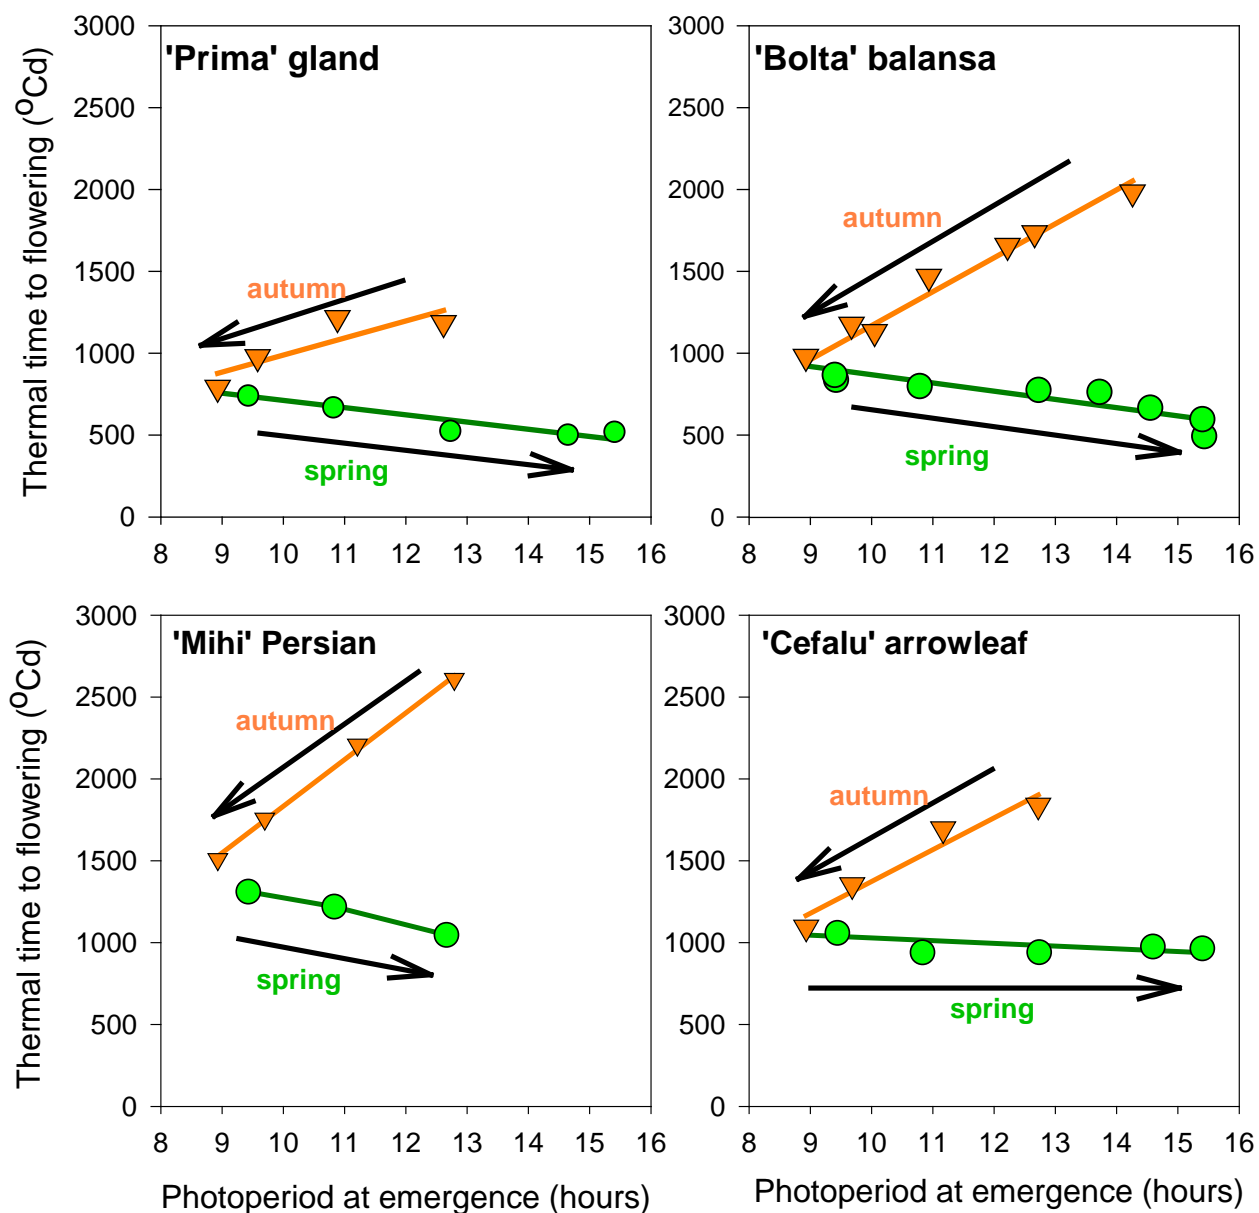 'Prima' gland
Thermal time to flowering (oCd)
3000
2500
2000
1500
1000
500
0
autumn
spring
8 9 10 11 12 13 14 15 16
'Bolta' balansa
3000
2500
2000
1500
1000
500
0
autumn
spring
8 9 10 11 12 13 14 15 16
'Mihi' Persian
Thermal time to flowering (oCd)
3000
2500
2000
1500
1000
500
0
autumn
spring
8 9 10 11 12 13 14 15 16
Photoperiod at emergence (hours)
'Cefalu' arrowleaf
3000
2500
2000
1500
1000
500
0
autumn
spring
8 9 10 11 12 13 14 15 16
Photoperiod at emergence (hours)